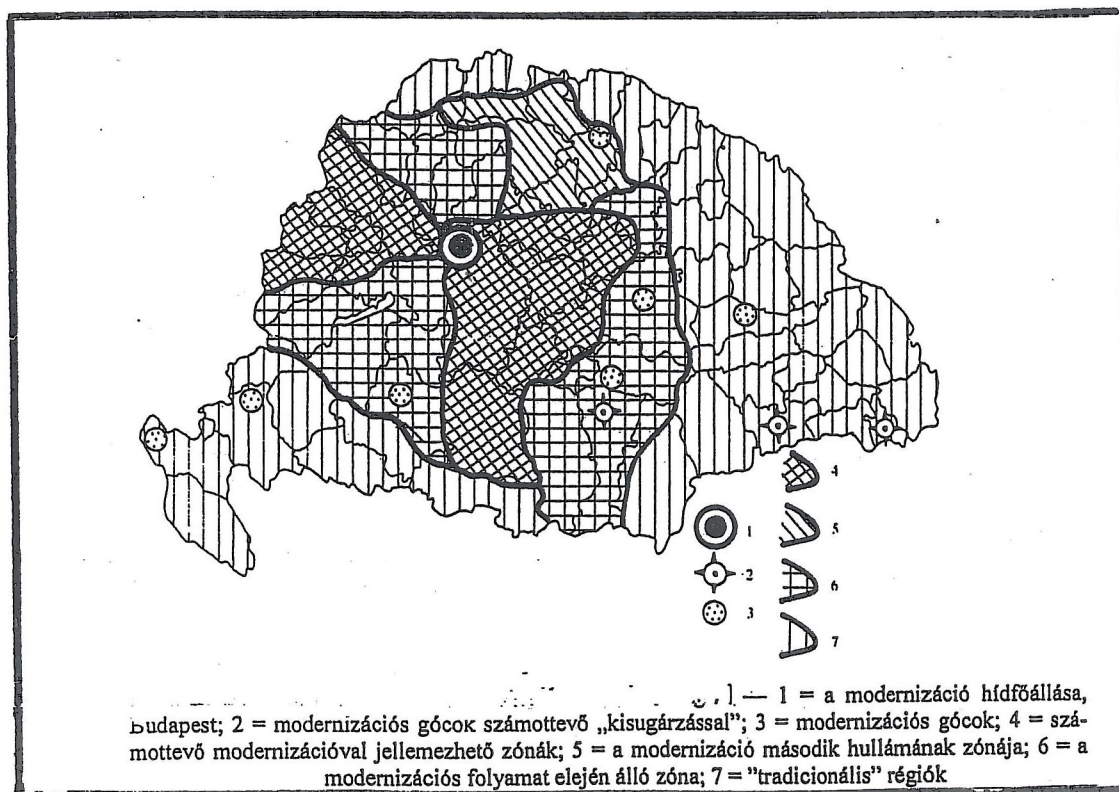 4
1
5
2
6
3
7
1 — 1 = a modernizáció hídfőállása,
Budapest; 2 = modernizációs gócok számottevő „kisugárzással”; 3 = modernizációs gócok; 4 = szá-
mottevő modernizációval jellemezhető zónák; 5 = a modernizáció második hullámának zónája; 6 = a
modernizációs folyamat elején álló zóna; 7 = ”tradicionális” régiók